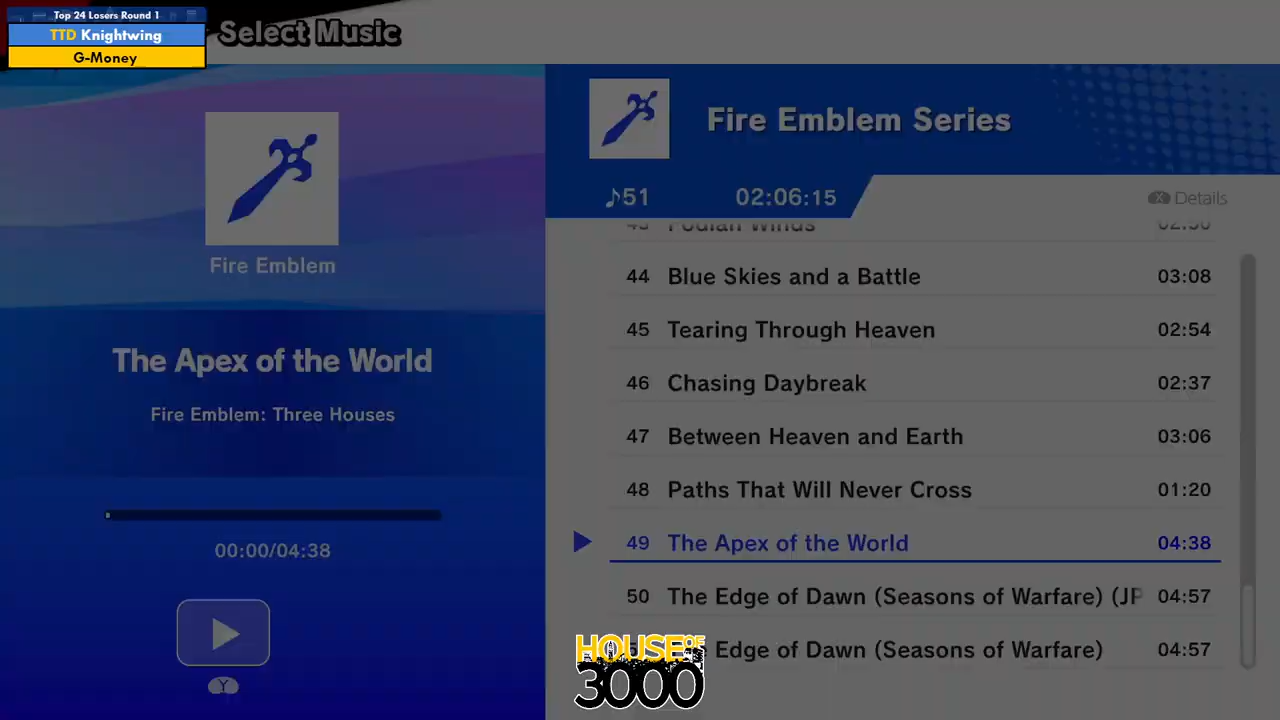 Top 24 Losers Round 1
TTD Knightwing
G-Money
Select Music
Fire Emblem
The Apex of the World
Fire Emblem: Three Houses
00:00/04:38
Y
Fire Emblem Series
♪51 02:06:15
X Details
43 Fódlan Winds 02:50
44 Blue Skies and a Battle 03:08
45 Tearing Through Heaven 02:54
46 Chasing Daybreak 02:37
47 Between Heaven and Earth 03:06
48 Paths That Will Never Cross 01:20
49 The Apex of the World 04:38
50 The Edge of Dawn (Seasons of Warfare) (JP 04:57
Edge of Dawn (Seasons of Warfare) 04:57
HOUSE OF
3000